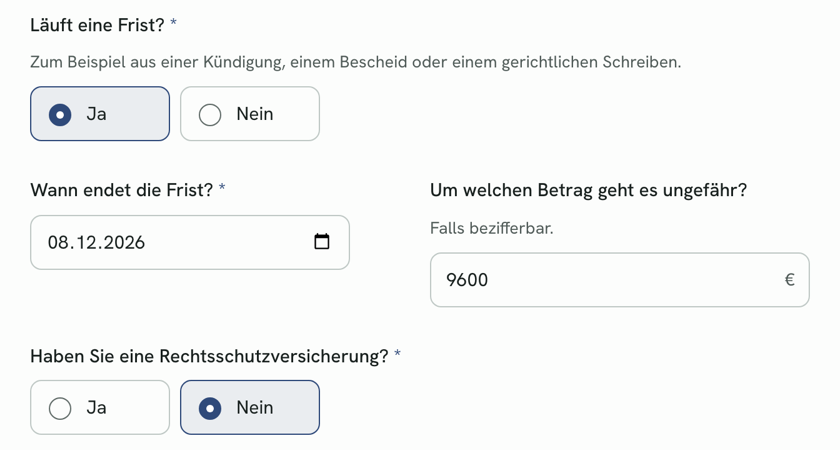 Läuft eine Frist? *
Zum Beispiel aus einer Kündigung, einem Bescheid oder einem gerichtlichen Schreiben.
Ja
Nein
Wann endet die Frist? *
08.12.2026
Um welchen Betrag geht es ungefähr?
Falls bezifferbar.
9600 €
Haben Sie eine Rechtsschutzversicherung? *
Ja
Nein